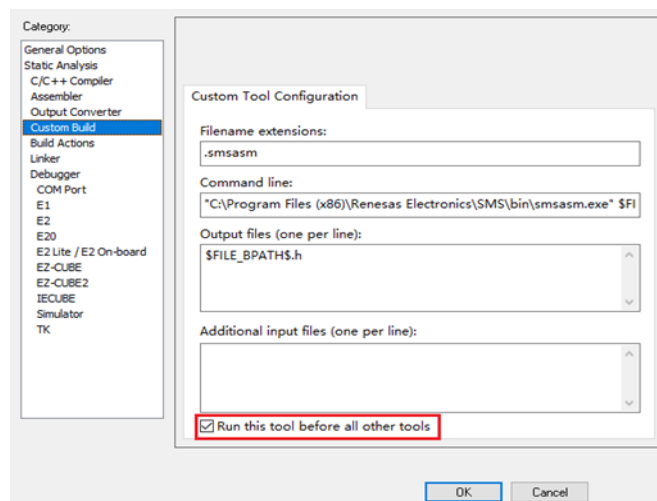 Category:
General Options
Static Analysis
C/C++ Compiler
Assembler
Output Converter
Custom Build
Build Actions
Linker
Debugger
COM Port
E1
E2
E20
E2 Lite / E2 On-board
EZ-CUBE
EZ-CUBE2
IECUBE
Simulator
TK
Custom Tool Configuration
Filename extensions:
.smsasm
Command line:
"C:\Program Files (x86)\Renesas Electronics\SMS\bin\smsasm.exe" $FI
Output files (one per line):
$FILE_BPATH$.h
Additional input files (one per line):
Run this tool before all other tools
OK
Cancel